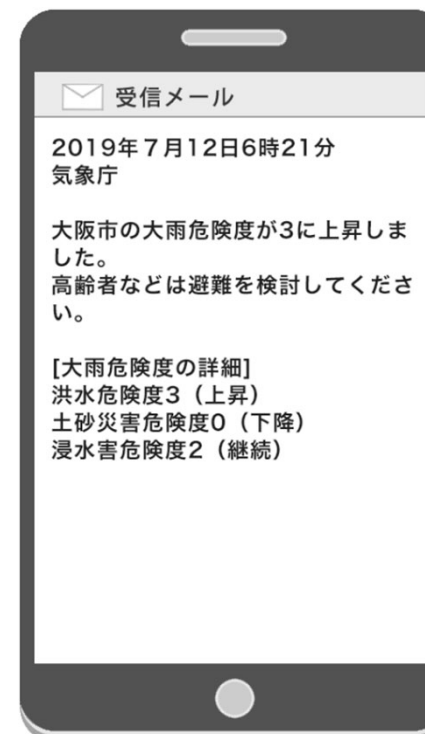 受信メール
2019年７月12日6時21分
気象庁
大阪市の大雨危険度が3に上昇しま
した。
高齢者などは避難を検討してくださ
い。
[大雨危険度の詳細]
洪水危険度3（上昇）
土砂災害危険度0（下降）
浸水害危険度2（継続）